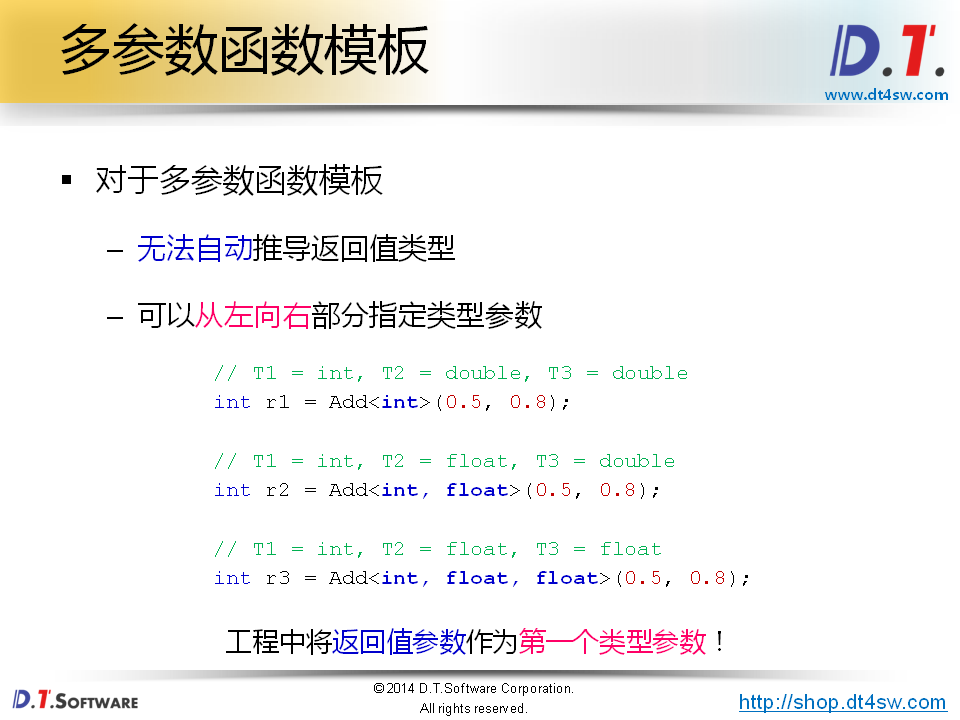 多参数函数模板
D.T.
www.dt4sw.com
▪ 对于多参数函数模板
– 无法自动推导返回值类型
– 可以从左向右部分指定类型参数
// T1 = int, T2 = double, T3 = double
int r1 = Add<int>(0.5, 0.8);
// T1 = int, T2 = float, T3 = double
int r2 = Add<int, float>(0.5, 0.8);
// T1 = int, T2 = float, T3 = float
int r3 = Add<int, float, float>(0.5, 0.8);
工程中将返回值参数作为第一个类型参数！
D.T.SOFTWARE
©2014 D.T.Software Corporation.
All rights reserved.
http://shop.dt4sw.com